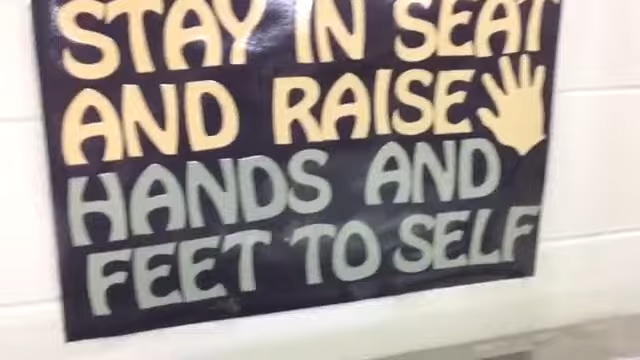 STAY IN SEAT
AND RAISE
HANDS AND
FEET TO SELF